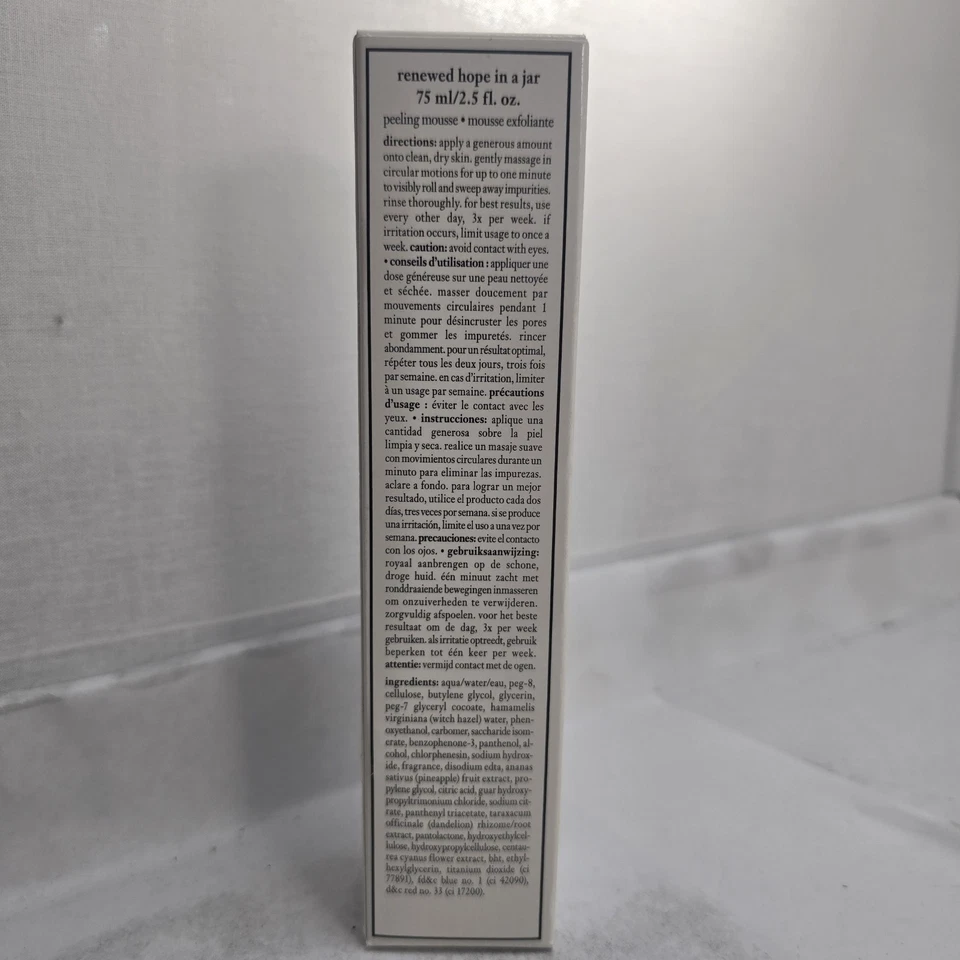 renewed hope in a jar
75 ml/2.5 fl. oz.
peeling mousse • mousse exfoliante
directions: apply a generous amount
onto clean, dry skin. gently massage in
circular motions for up to one minute
to visibly roll and sweep away impurities.
rinse thoroughly. for best results, use
every other day, 3x per week. if
irritation occurs, limit usage to once a
week. caution: avoid contact with eyes.
• conseils d'utilisation : appliquer une
dose généreuse sur une peau nettoyée
et séchée. masser doucement par
mouvements circulaires pendant 1
minute pour désincruster les pores
et gommer les impuretés. rincer
abondamment. pour un résultat optimal,
répéter tous les deux jours, trois fois
par semaine. en cas d'irritation, limiter
à un usage par semaine. précautions
d'usage : éviter le contact avec les
yeux. • instrucciones: aplique una
cantidad generosa sobre la piel
limpia y seca. realice un masaje suave
con movimientos circulares durante un
minuto para eliminar las impurezas.
aclare a fondo. para lograr un mejor
resultado, utilice el producto cada dos
días, tres veces por semana. si se produce
una irritación, limite el uso a una vez por
semana. precauciones: evite el contacto
con los ojos. • gebruiksaanwijzing:
royaal aanbrengen op de schone,
droge huid. één minuut zacht met
ronddraaiende bewegingen inmasseren
om onzuiverheden te verwijderen.
zorgvuldig afspoelen. voor het beste
resultaat om de dag, 3x per week
gebruiken. als irritatie optreedt, gebruik
beperken tot één keer per week.
attentie: vermijd contact met de ogen.
ingredients: aqua/water/eau, peg-8,
cellulose, butylene glycol, glycerin,
peg-7 glyceryl cocoate, hamamelis
virginiana (witch hazel) water, phen-
oxyethanol, carbomer, saccharide isom-
erate, benzophenone-3, panthenol, al-
cohol, chlorphenesin, sodium hydrox-
ide, fragrance, disodium edta, ananas
sativus (pineapple) fruit extract, pro-
pylene glycol, citric acid, guar hydroxy-
propyltrimonium chloride, sodium cit-
rate, panthenyl triacetate, taraxacum
officinale (dandelion) rhizome/root
extract, pantolactone, hydroxyethylcel-
lulose, hydroxypropylcellulose, centau-
rea cyanus flower extract, bht, ethyl-
hexylglycerin, titanium dioxide (ci
77891), fd&c blue no. 1 (ci 42090),
d&c red no. 33 (ci 17200).